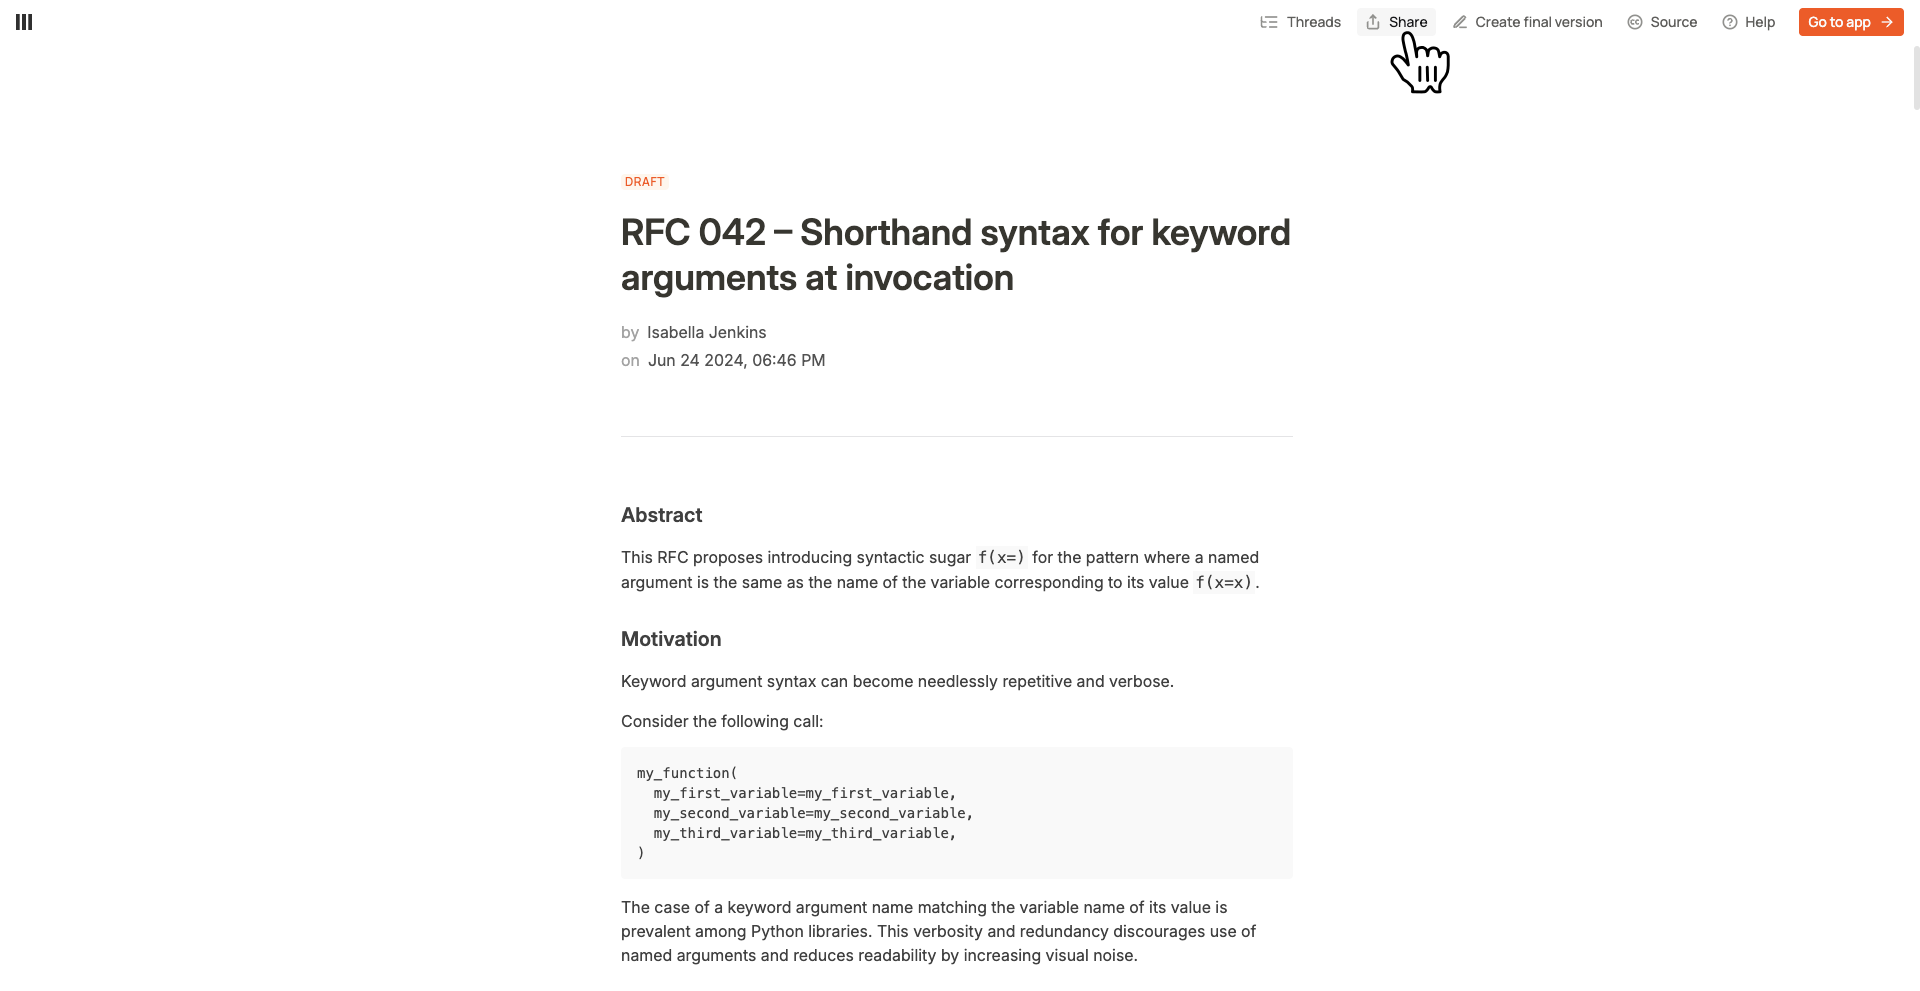 Threads Share Create final version Source Help Go to app
DRAFT
RFC 042 – Shorthand syntax for keyword
arguments at invocation
by Isabella Jenkins
on Jun 24 2024, 06:46 PM
Abstract
This RFC proposes introducing syntactic sugar f(x=) for the pattern where a named
argument is the same as the name of the variable corresponding to its value f(x=x).
Motivation
Keyword argument syntax can become needlessly repetitive and verbose.
Consider the following call:
my_function(
  my_first_variable=my_first_variable,
  my_second_variable=my_second_variable,
  my_third_variable=my_third_variable,
)
The case of a keyword argument name matching the variable name of its value is
prevalent among Python libraries. This verbosity and redundancy discourages use of
named arguments and reduces readability by increasing visual noise.